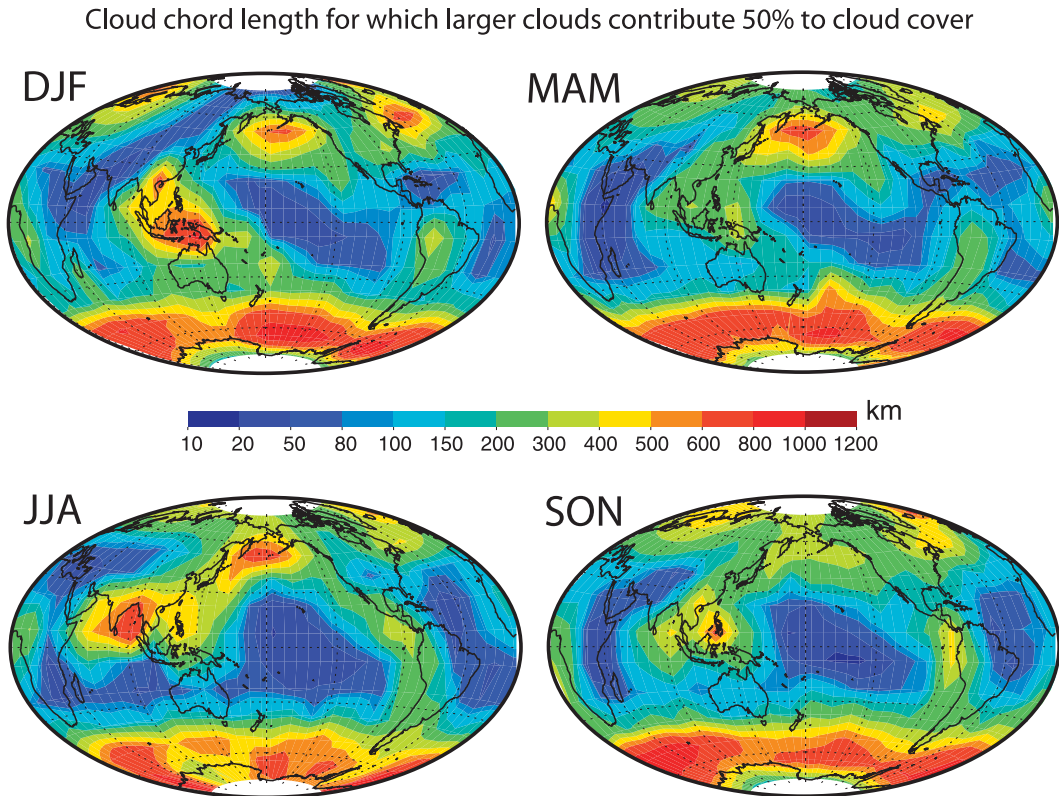 Cloud chord length for which larger clouds contribute 50% to cloud cover
DJF
MAM
km
10 20 50 80 100 150 200 300 400 500 600 800 1000 1200
JJA
SON